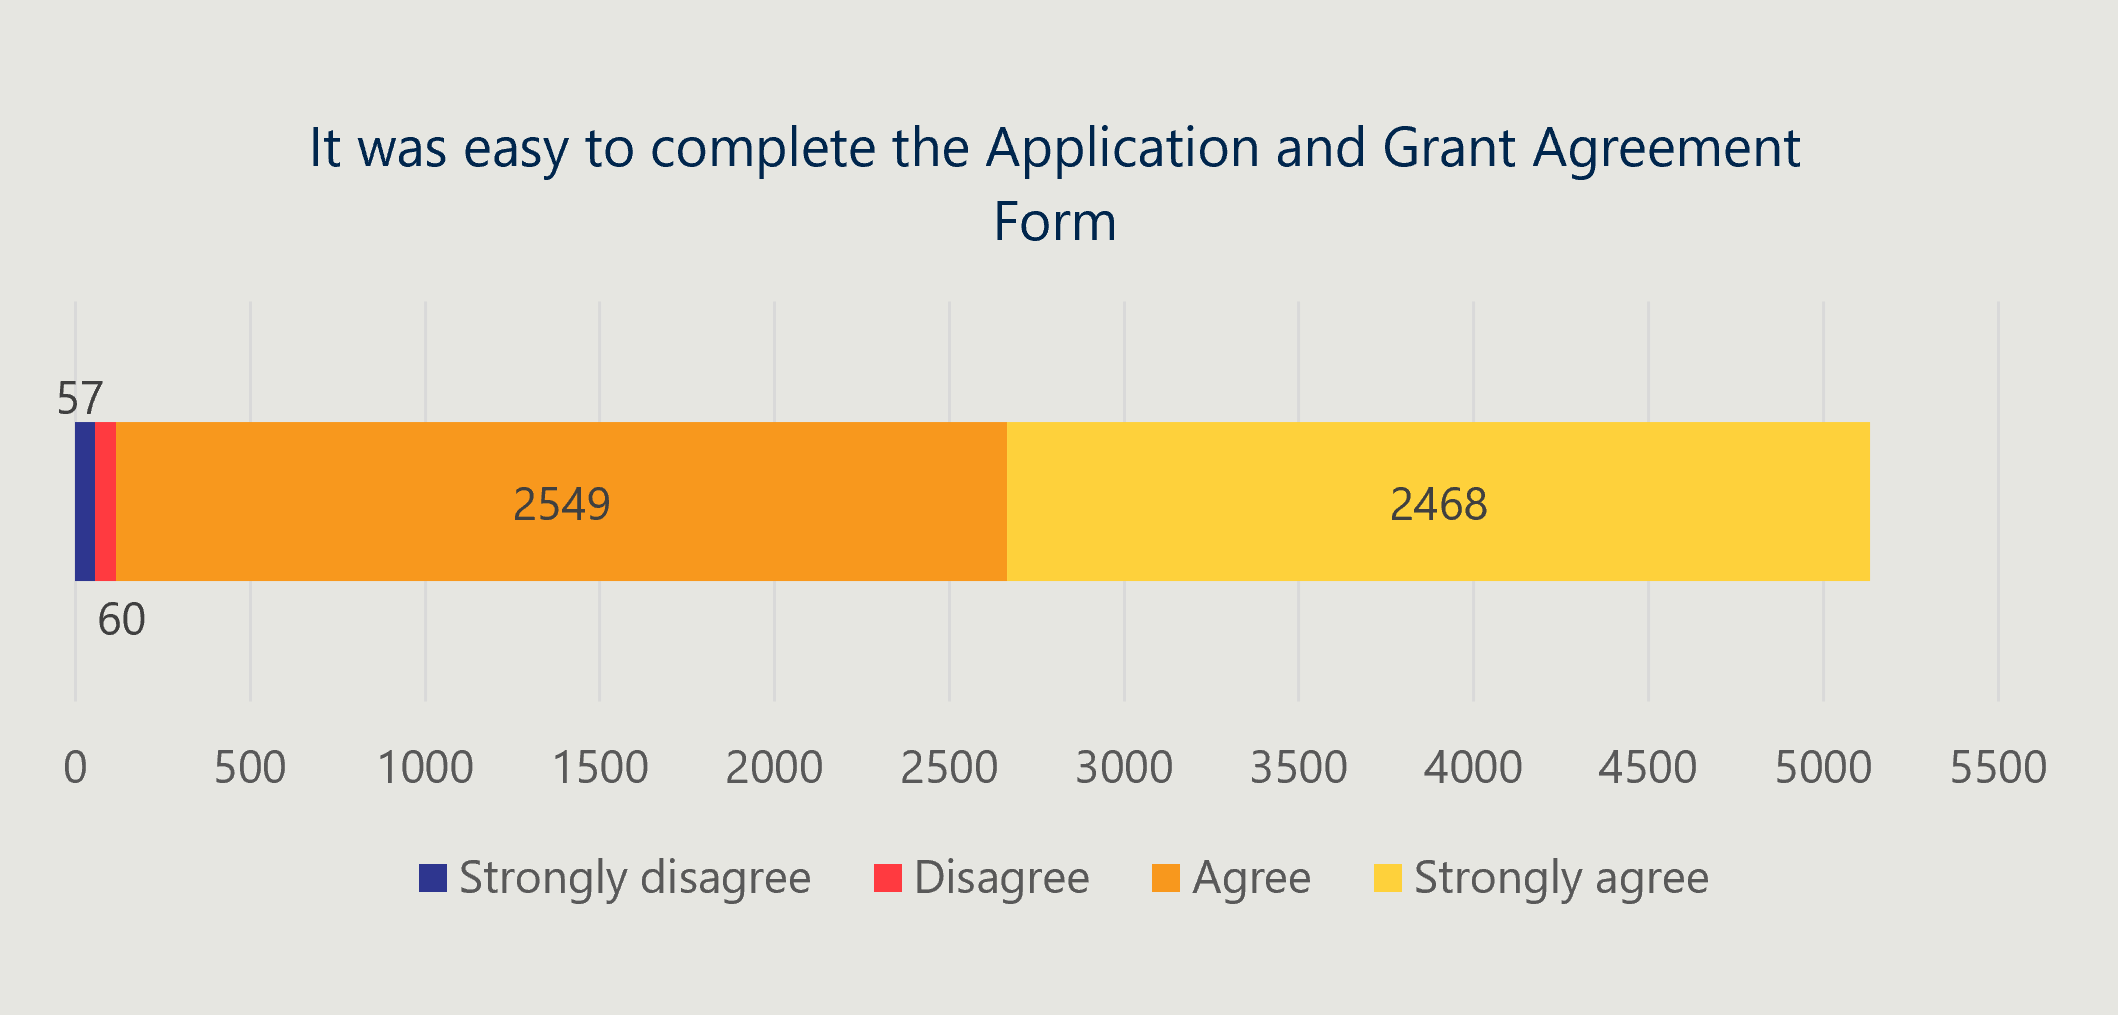 It was easy to complete the Application and Grant Agreement
Form
57
2549
2468
60
0 500 1000 1500 2000 2500 3000 3500 4000 4500 5000 5500
Strongly disagree Disagree Agree Strongly agree